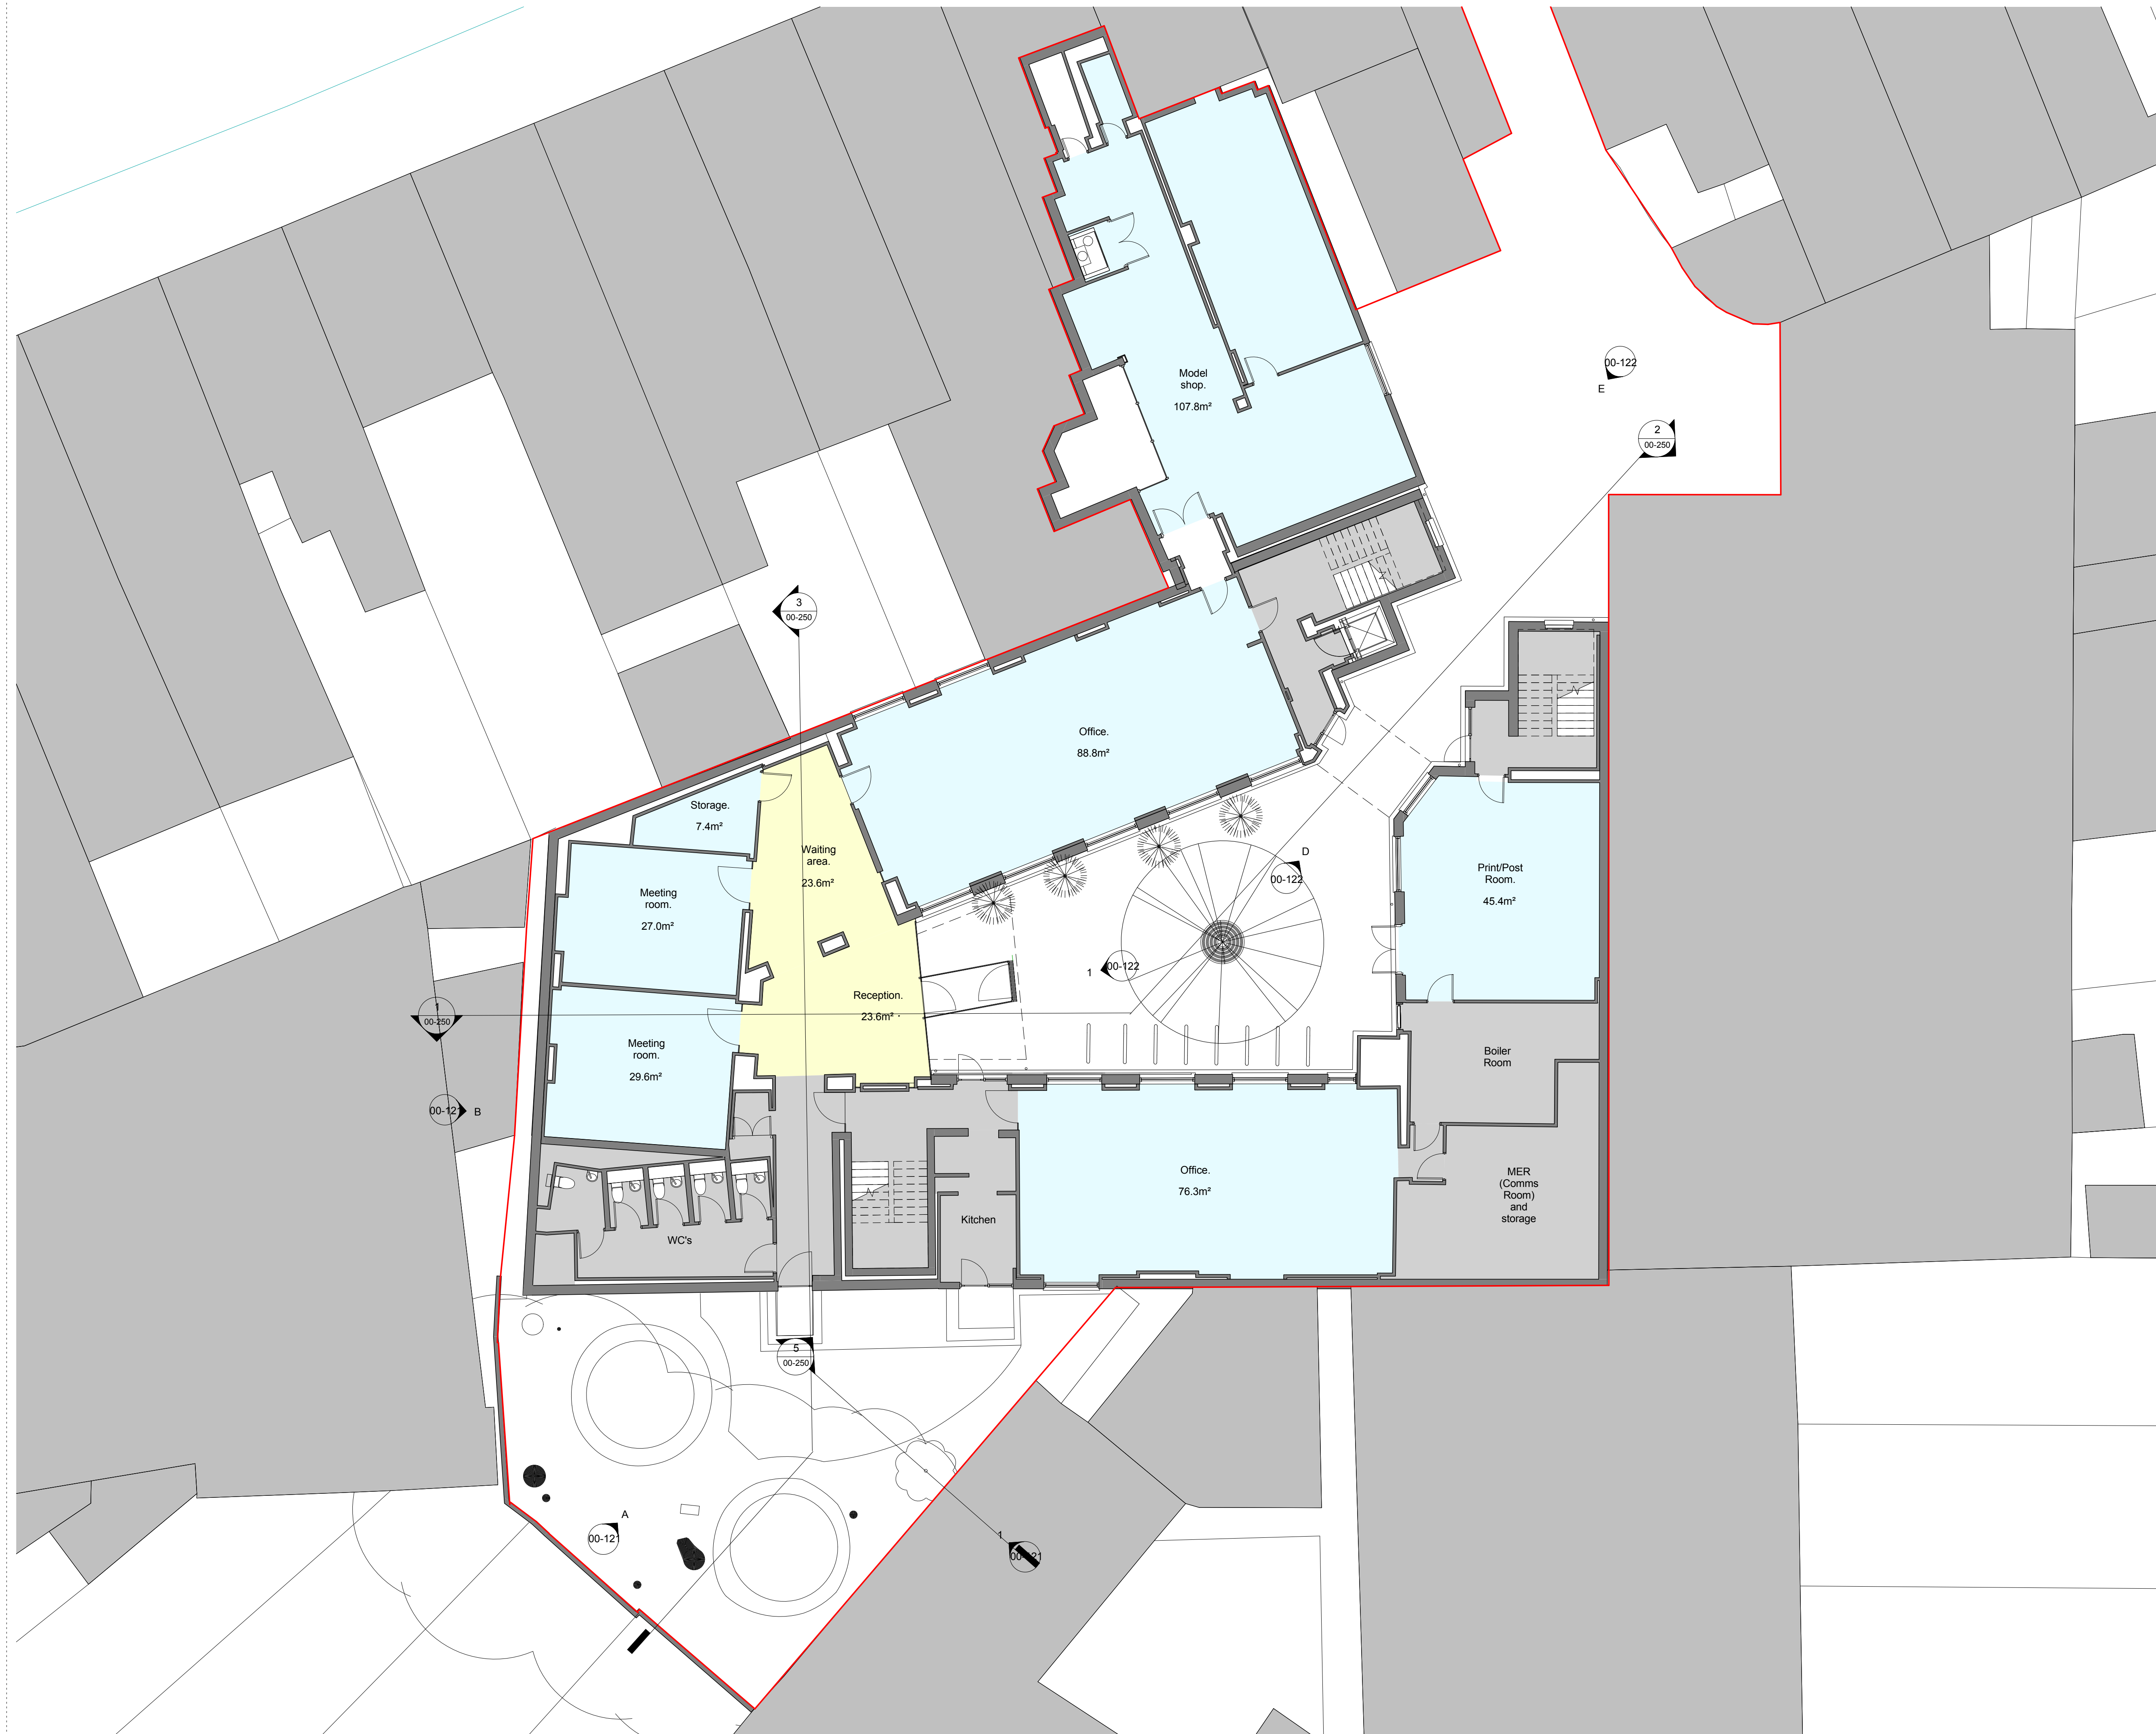 Model
shop.
107.8m²
00-122
E
2
00-250
3
00-250
Office.
88.8m²
Storage.
7.4m²
Waiting
area.
23.6m²
Meeting
room.
27.0m²
D
00-122
Print/Post
Room.
45.4m²
1
00-122
Reception.
23.6m²
1
00-250
Meeting
room.
29.6m²
Boiler
Room
00-121
B
Office.
76.3m²
MER
(Comms
Room)
and
storage
Kitchen
WC's
5
00-250
A
00-121
1
00-121